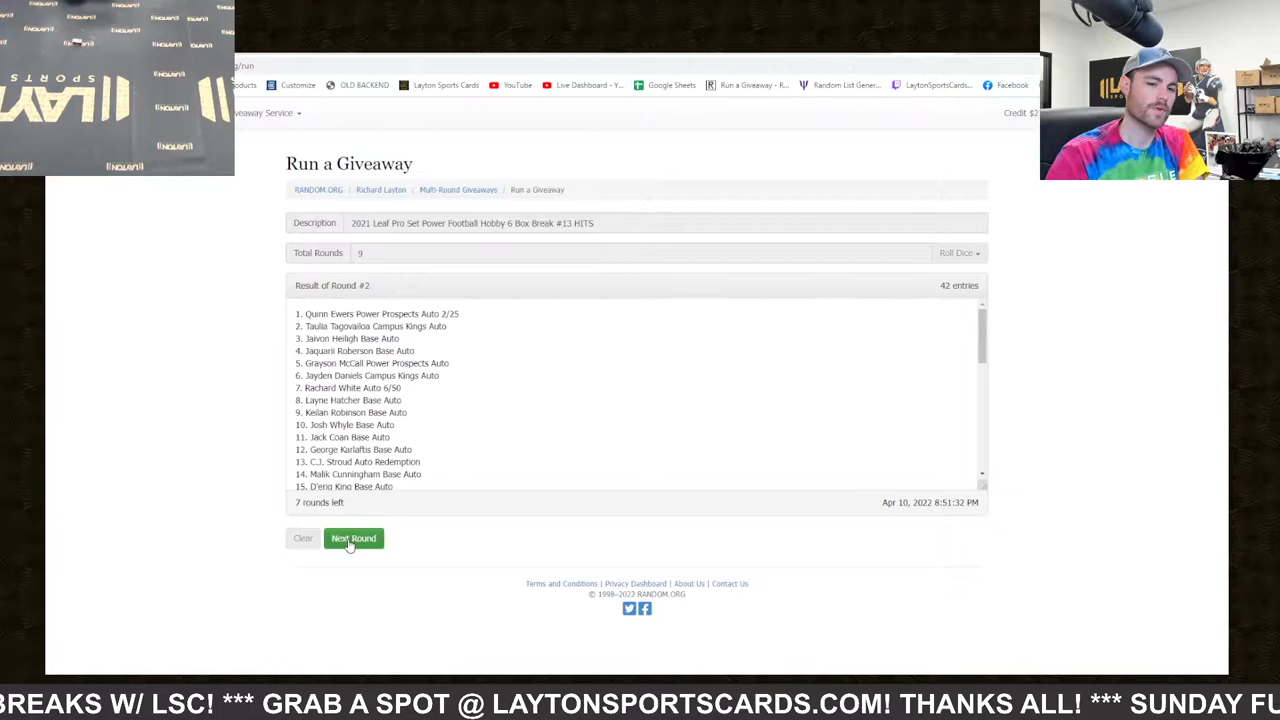 g/run
oducts Customize OLD BACKEND Layton Sports Cards YouTube Live Dashboard - Y... Google Sheets Run a Giveaway - R... Random List Gener... LaytonSportsCards... Facebook
eaway Service Credit $2
Run a Giveaway
RANDOM.ORG / Richard Layton / Multi-Round Giveaways / Run a Giveaway
Description 2021 Leaf Pro Set Power Football Hobby 6 Box Break #13 HITS
Total Rounds 9 Roll Dice
Result of Round #2 42 entries
1. Quinn Ewers Power Prospects Auto 2/25
2. Taulia Tagovailoa Campus Kings Auto
3. Jaivon Heiligh Base Auto
4. Jaquarii Roberson Base Auto
5. Grayson McCall Power Prospects Auto
6. Jayden Daniels Campus Kings Auto
7. Rachard White Auto 6/50
8. Layne Hatcher Base Auto
9. Keilan Robinson Base Auto
10. Josh Whyle Base Auto
11. Jack Coan Base Auto
12. George Karlaftis Base Auto
13. C.J. Stroud Auto Redemption
14. Malik Cunningham Base Auto
15. D'eriq King Base Auto
7 rounds left Apr 10, 2022 8:51:32 PM
Clear Next Round
Terms and Conditions | Privacy Dashboard | About Us | Contact Us
© 1998–2022 RANDOM.ORG
BREAKS W/ LSC! *** GRAB A SPOT @ LAYTONSPORTSCARDS.COM! THANKS ALL! *** SUNDAY FU